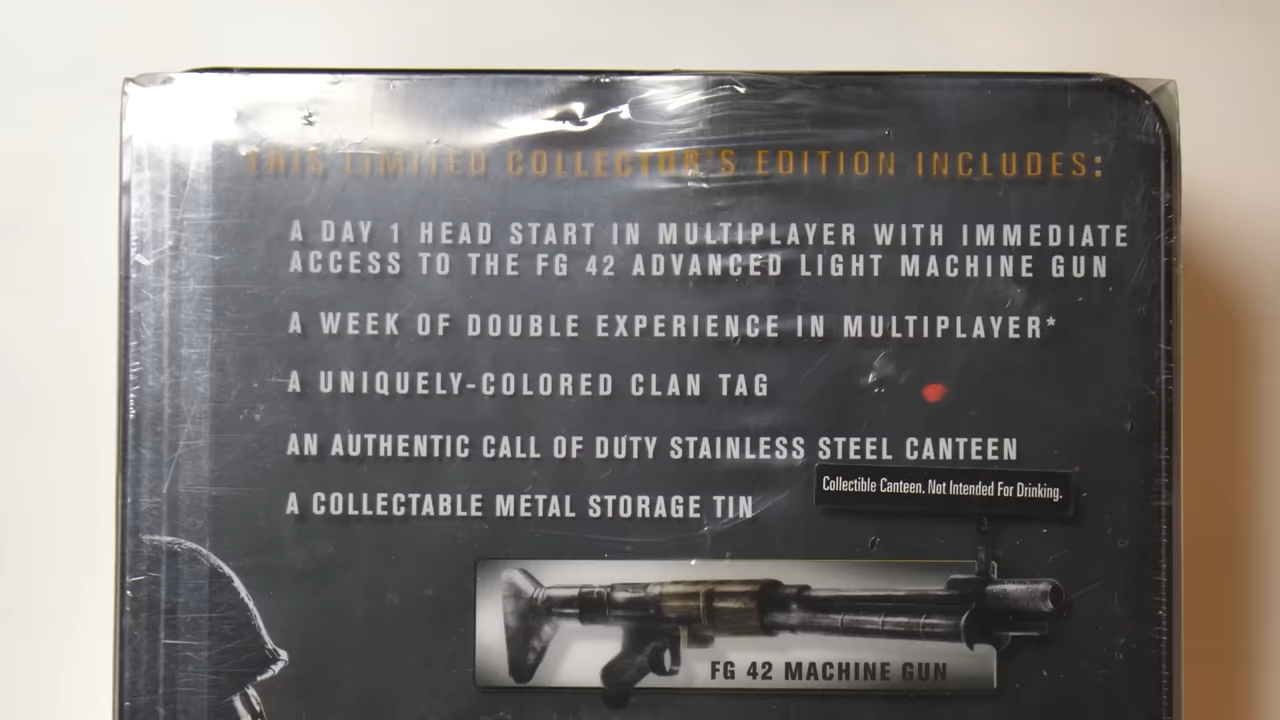 THIS LIMITED COLLECTOR'S EDITION INCLUDES:
A DAY 1 HEAD START IN MULTIPLAYER WITH IMMEDIATE
ACCESS TO THE FG 42 ADVANCED LIGHT MACHINE GUN
A WEEK OF DOUBLE EXPERIENCE IN MULTIPLAYER*
A UNIQUELY-COLORED CLAN TAG
AN AUTHENTIC CALL OF DUTY STAINLESS STEEL CANTEEN
Collectible Canteen. Not Intended For Drinking.
A COLLECTABLE METAL STORAGE TIN
FG 42 MACHINE GUN